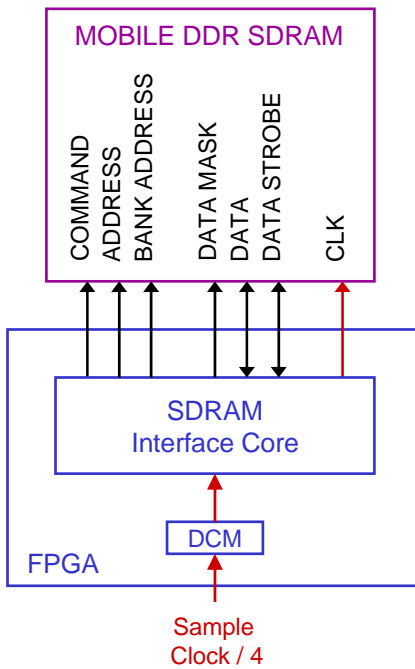 MOBILE DDR SDRAM
COMMAND
ADDRESS
BANK ADDRESS
DATA MASK
DATA
DATA STROBE
CLK
SDRAM
Interface Core
DCM
FPGA
Sample
Clock / 4